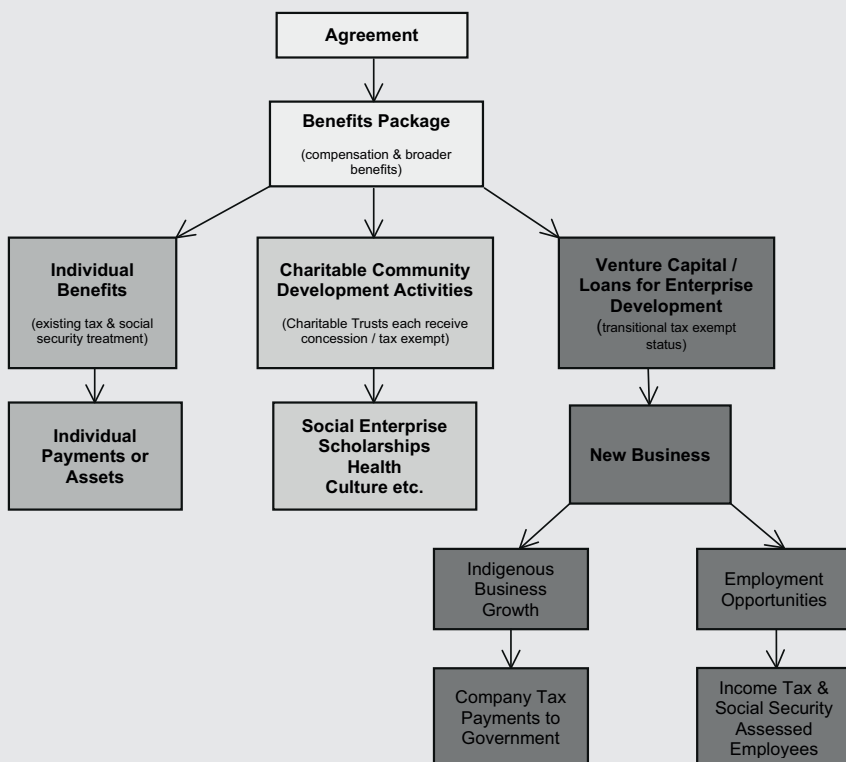 Agreement
Benefits Package
(compensation & broader
benefits)
Individual
Benefits
(existing tax & social
security treatment)
Charitable Community
Development Activities
(Charitable Trusts each receive
concession / tax exempt)
Venture Capital /
Loans for Enterprise
Development
(transitional tax exempt
status)
Individual
Payments or
Assets
Social Enterprise
Scholarships
Health
Culture etc.
New Business
Indigenous
Business
Growth
Employment
Opportunities
Company Tax
Payments to
Government
Income Tax &
Social Security
Assessed
Employees